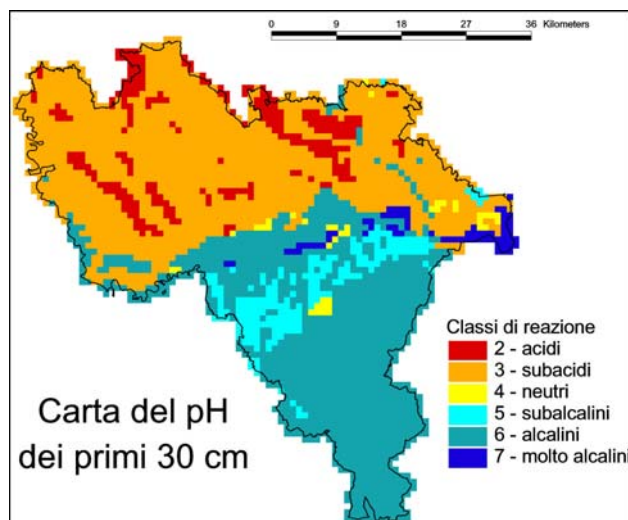 0 9 18 27 36 Kilometers
Classi di reazione
2 - acidi
3 - subacidi
4 - neutri
5 - subalcalini
6 - alcalini
7 - molto alcalini
Carta del pH
dei primi 30 cm